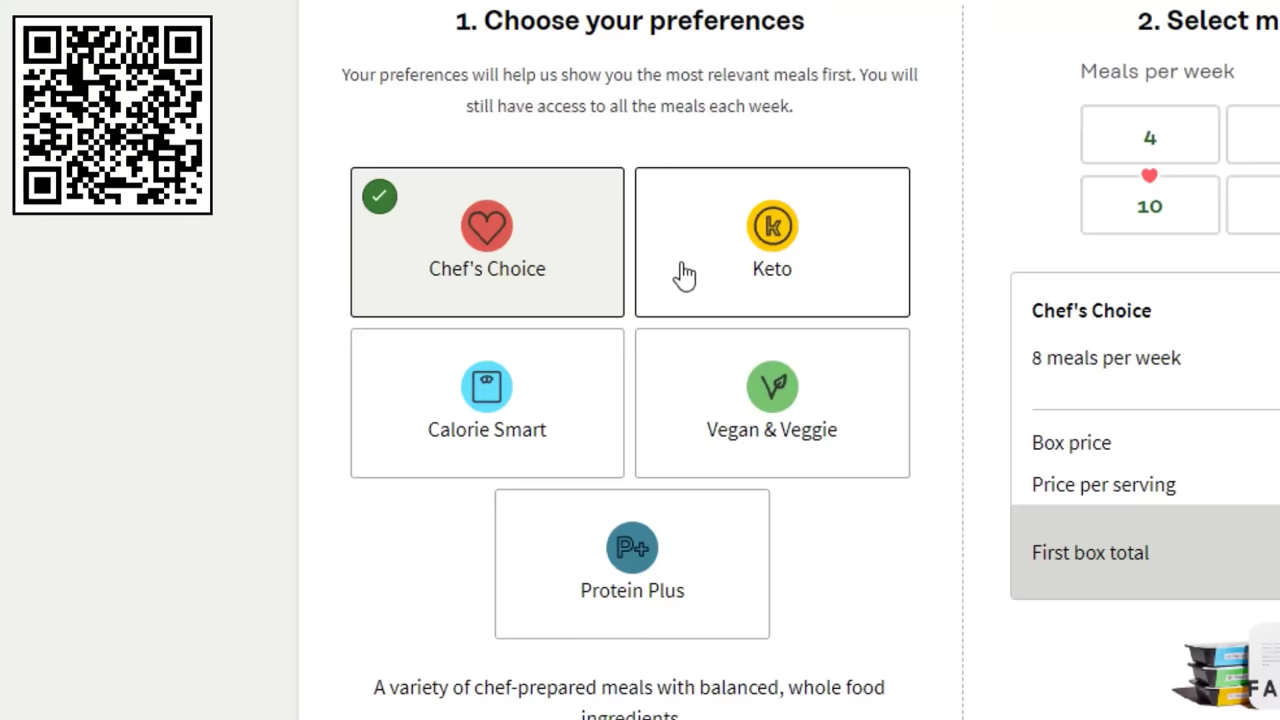 1. Choose your preferences
Your preferences will help us show you the most relevant meals first. You will
still have access to all the meals each week.
Chef's Choice
Keto
Calorie Smart
Vegan & Veggie
P+
Protein Plus
A variety of chef-prepared meals with balanced, whole food
ingredients
2. Select m
Meals per week
4
10
Chef's Choice
8 meals per week
Box price
Price per serving
First box total
FA